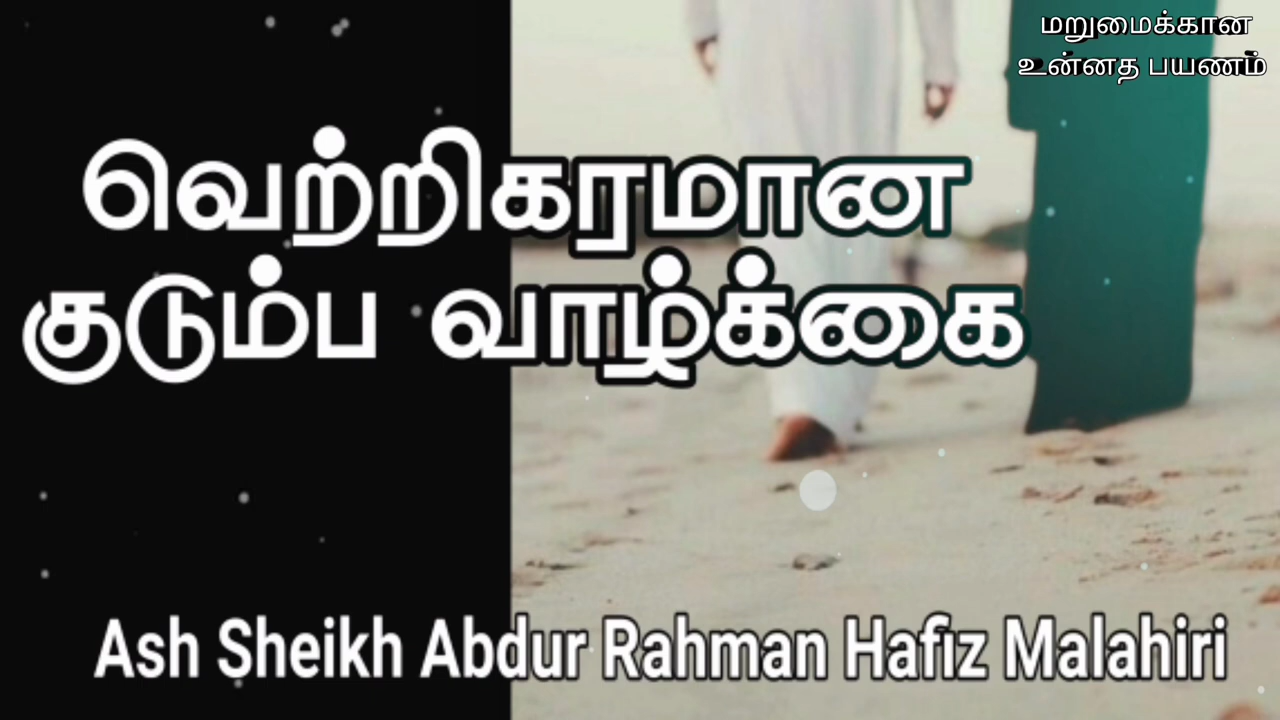 மறுமைக்கான
உன்னத பயணம்
வெற்றிகரமான
குடும்ப வாழ்க்கை
Ash Sheikh Abdur Rahman Hafiz Malahiri